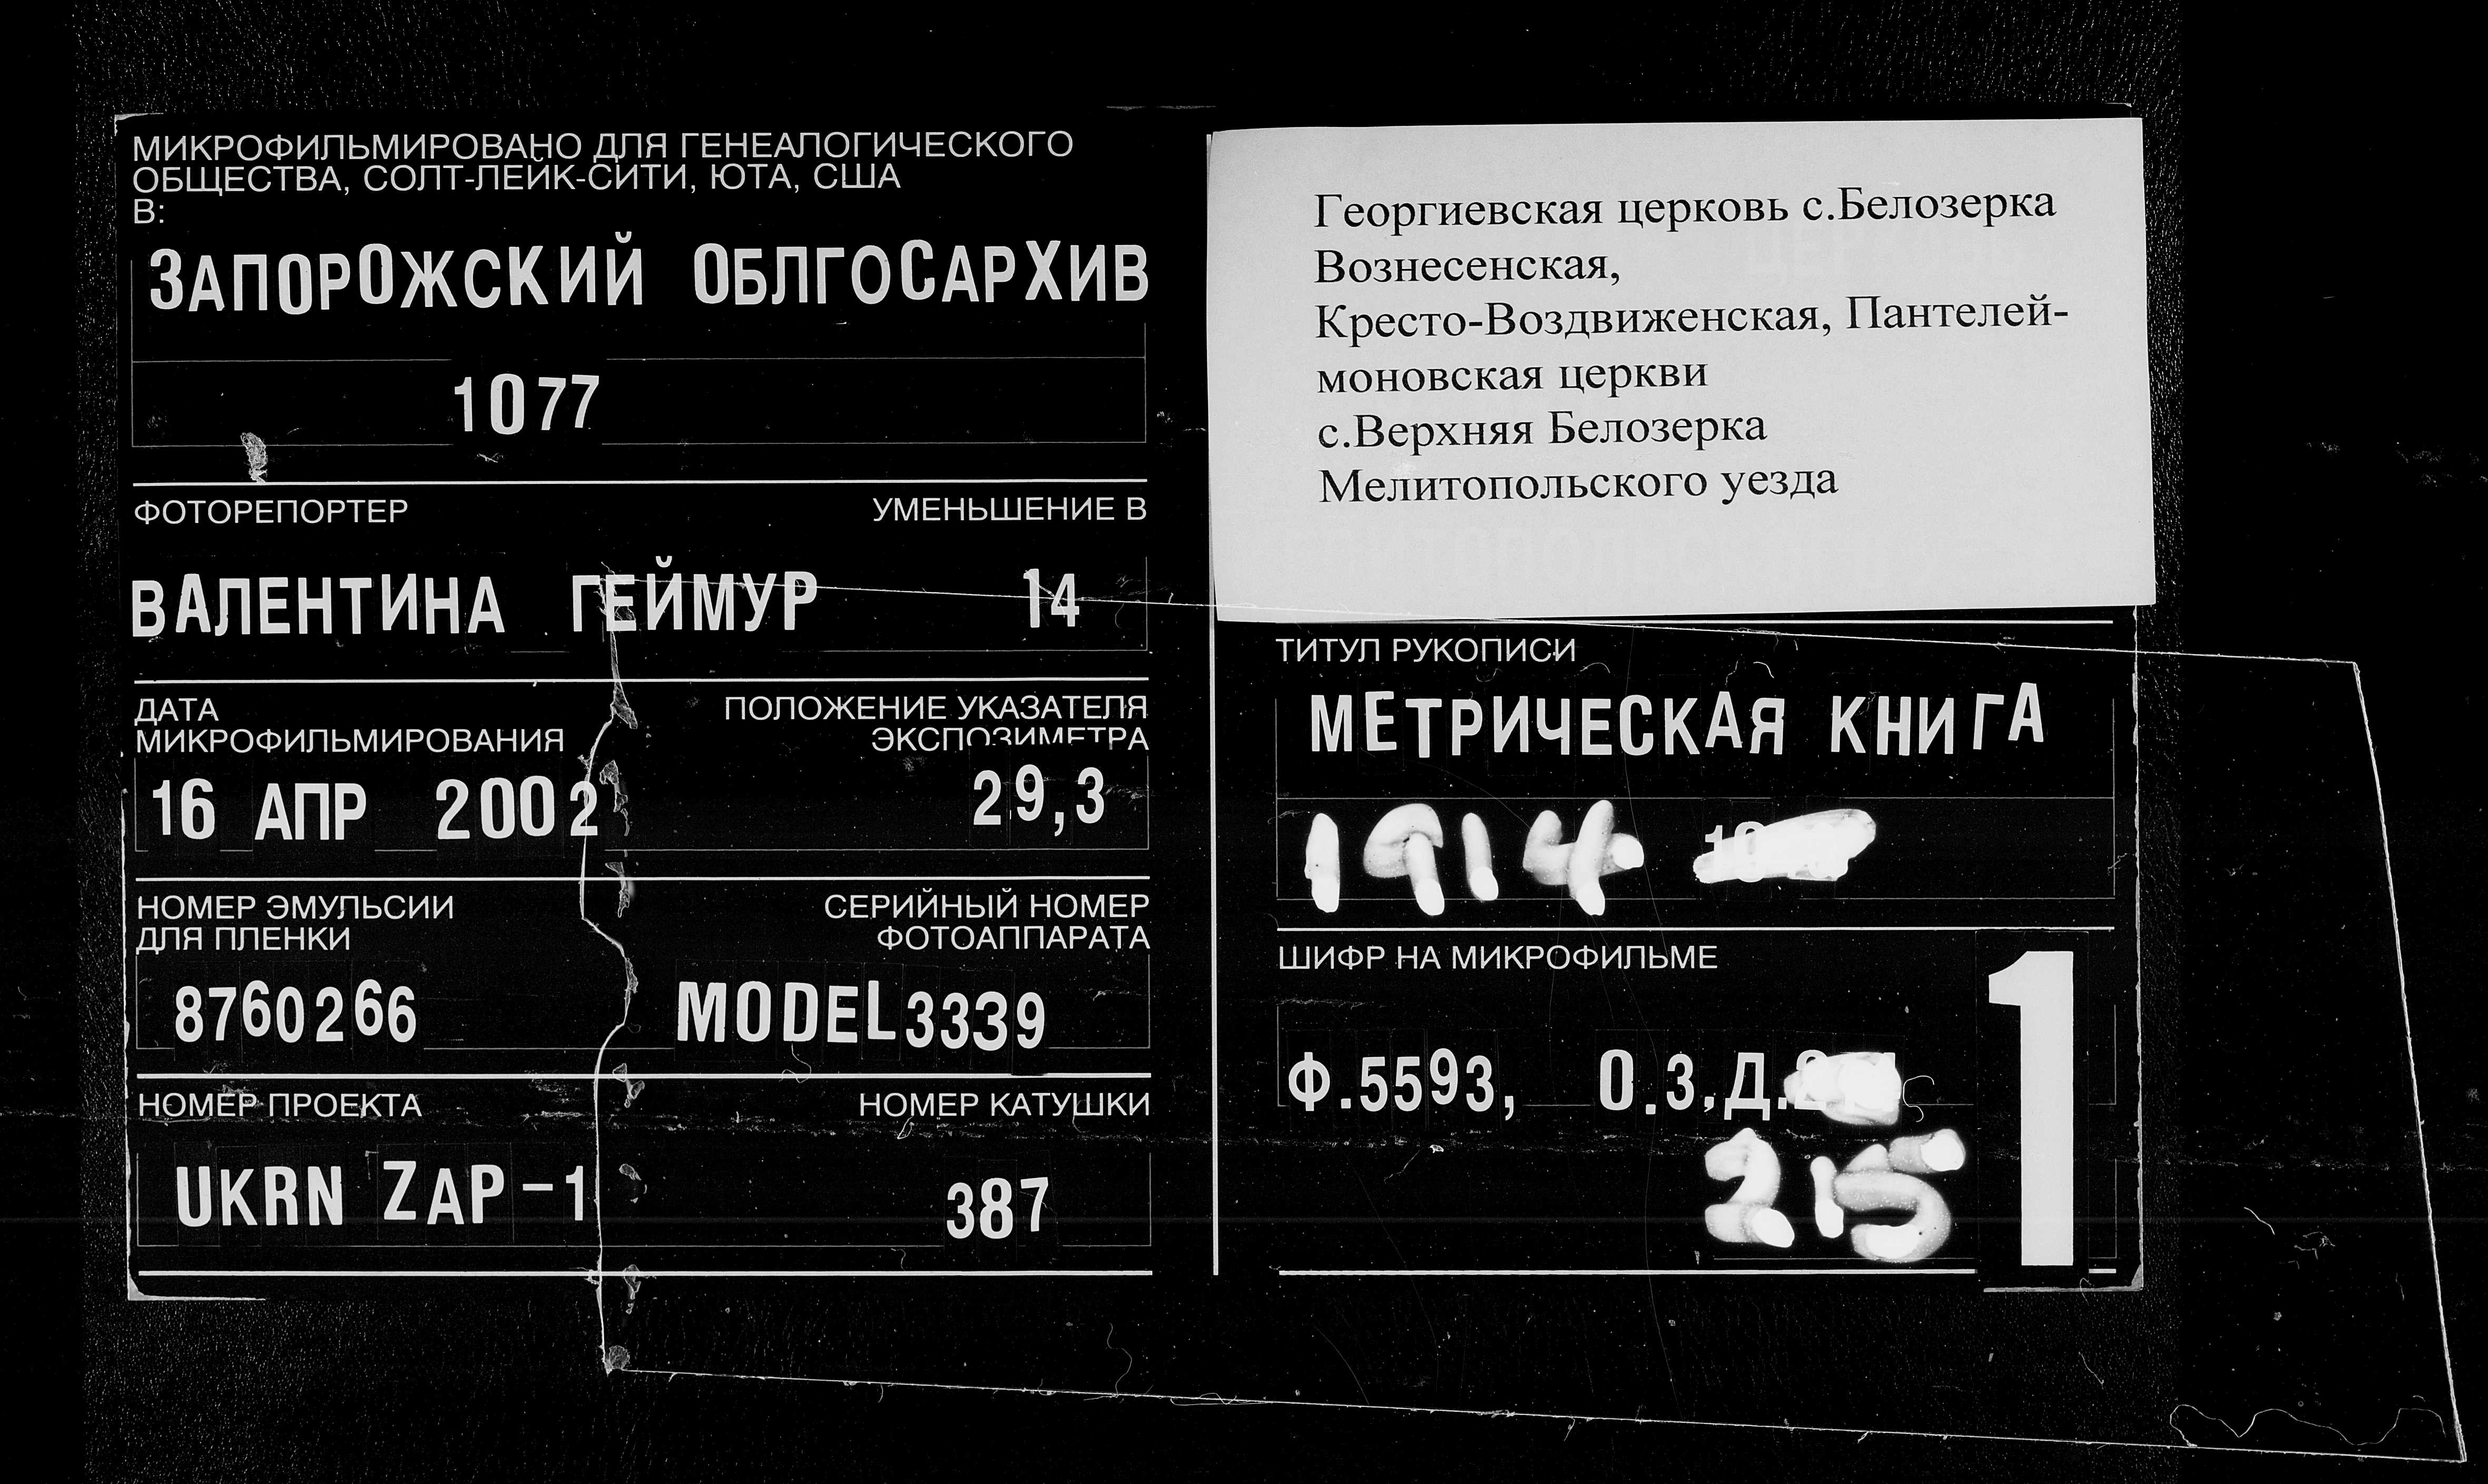 МИКРОФИЛЬМИРОВАНО ДЛЯ ГЕНЕАЛОГИЧЕСКОГО
ОБЩЕСТВА, СОЛТ-ЛЕЙК-СИТИ, ЮТА, США
В:
ЗАПОРОЖСКИЙ ОБЛГОСАРХИВ
1077
ФОТОРЕПОРТЕР УМЕНЬШЕНИЕ В
ВАЛЕНТИНА ГЕЙМУР 14
ДАТА ПОЛОЖЕНИЕ УКАЗАТЕЛЯ
МИКРОФИЛЬМИРОВАНИЯ ЭКСПОЗИМЕТРА
16 АПР 2002 29,3
НОМЕР ЭМУЛЬСИИ СЕРИЙНЫЙ НОМЕР
ДЛЯ ПЛЕНКИ ФОТОАППАРАТА
8760266 MODEL3339
НОМЕР ПРОЕКТА НОМЕР КАТУШКИ
UKRN ZAP-1 387
Георгиевская церковь с.Белозерка
Вознесенская,
Кресто-Воздвиженская, Пантелей-
моновская церкви
с.Верхняя Белозерка
Мелитопольского уезда
ТИТУЛ РУКОПИСИ
МЕТРИЧЕСКАЯ КНИГА
1914
ШИФР НА МИКРОФИЛЬМЕ
Ф.5593, О.3,Д.
215
1